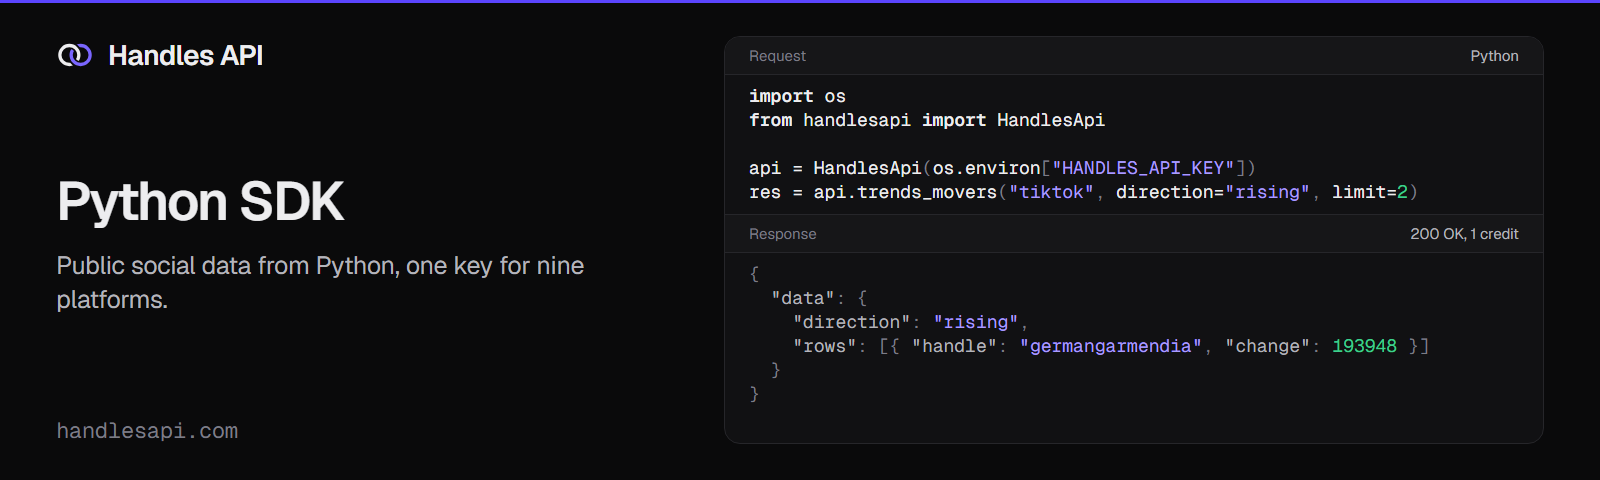 Handles API
Python SDK
Public social data from Python, one key for nine
platforms.
handlesapi.com
Request
Python
import os
from handlesapi import HandlesApi
api = HandlesApi(os.environ["HANDLES_API_KEY"])
res = api.trends_movers("tiktok", direction="rising", limit=2)
Response
200 OK, 1 credit
{
  "data": {
    "direction": "rising",
    "rows": [{ "handle": "germangarmendia", "change": 193948 }]
  }
}